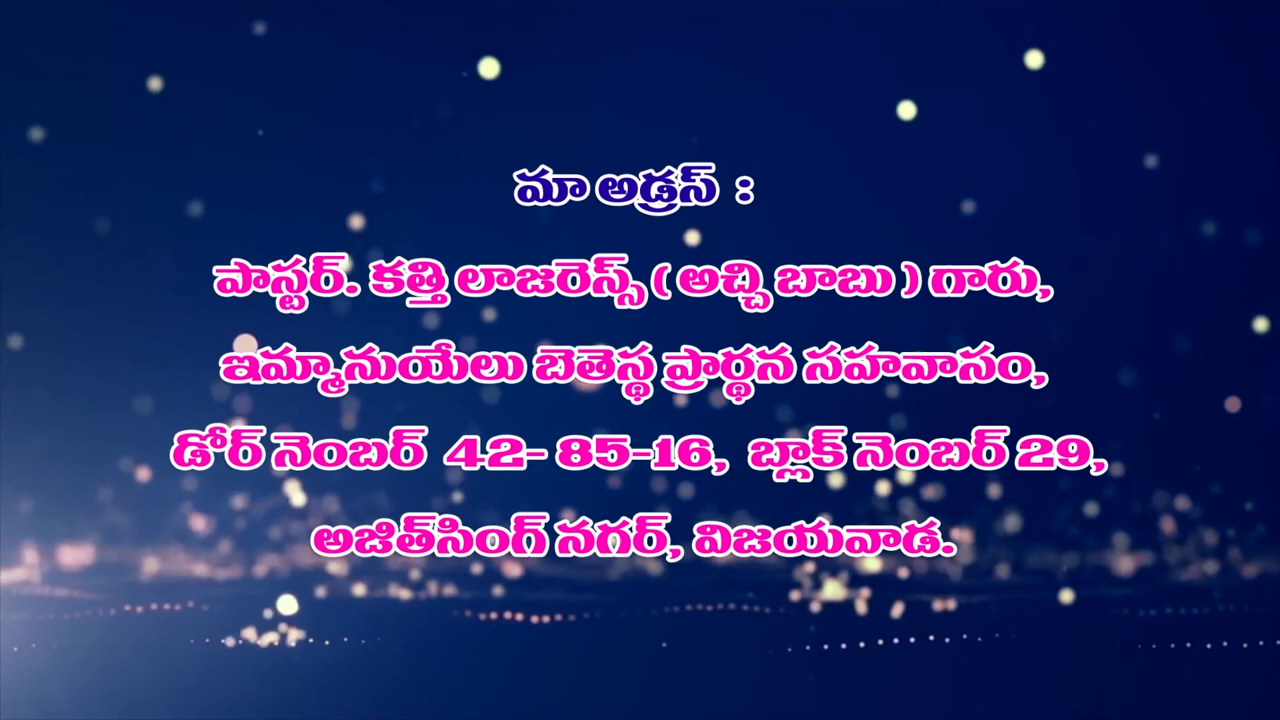 మా అడ్రస్ :
పాస్టర్. కత్తి లాజరెన్స్ ( అచ్చి బాబు ) గారు,
ఇమ్మానుయేలు బెతెస్థ ప్రార్థన సహవాసం,
డోర్ నెంబర్ 42- 85-16, బ్లాక్ నెంబర్ 29,
అజిత్‌సింగ్ నగర్, విజయవాడ.